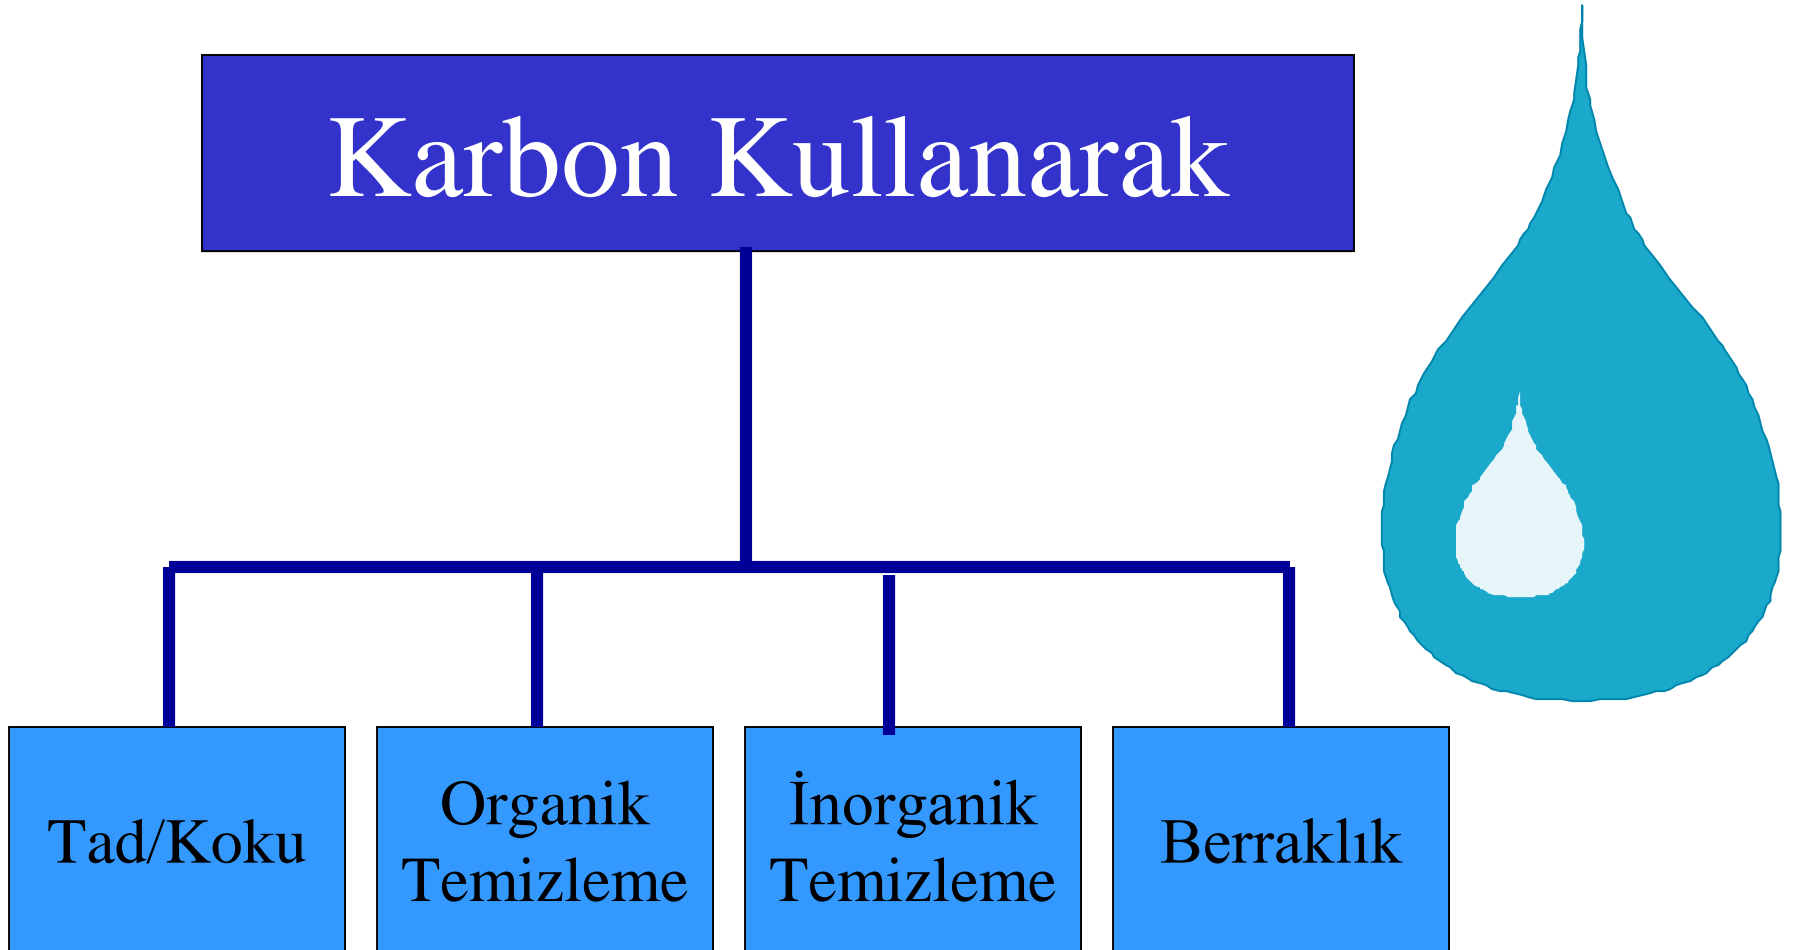 Karbon Kullanarak
Tad/Koku
Organik
Temizleme
İnorganik
Temizleme
Berraklık